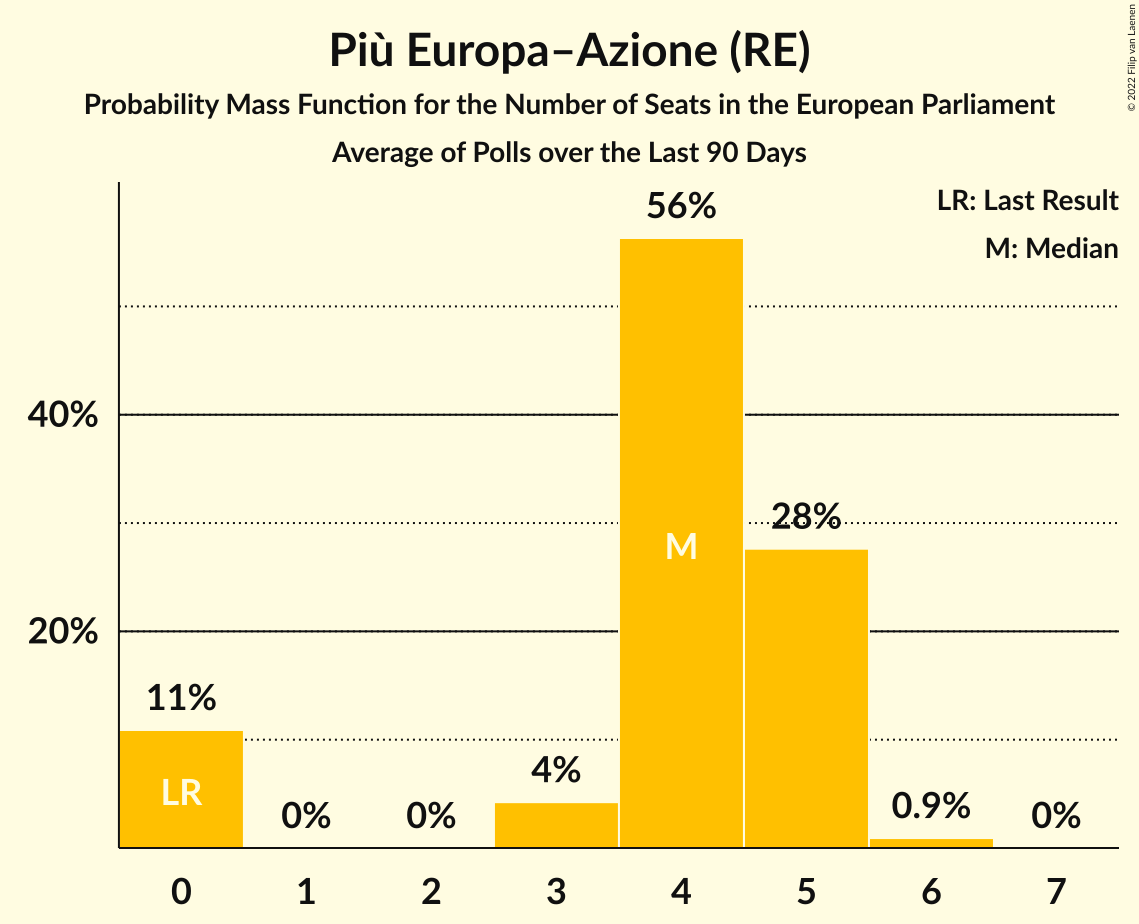 Più Europa–Azione (RE)
Probability Mass Function for the Number of Seats in the European Parliament
Average of Polls over the Last 90 Days
© 2022 Filip van Laenen
LR: Last Result
M: Median
56%
40%
28%
M
20%
11%
LR
4%
0%
0%
0.9%
0%
0 1 2 3 4 5 6 7